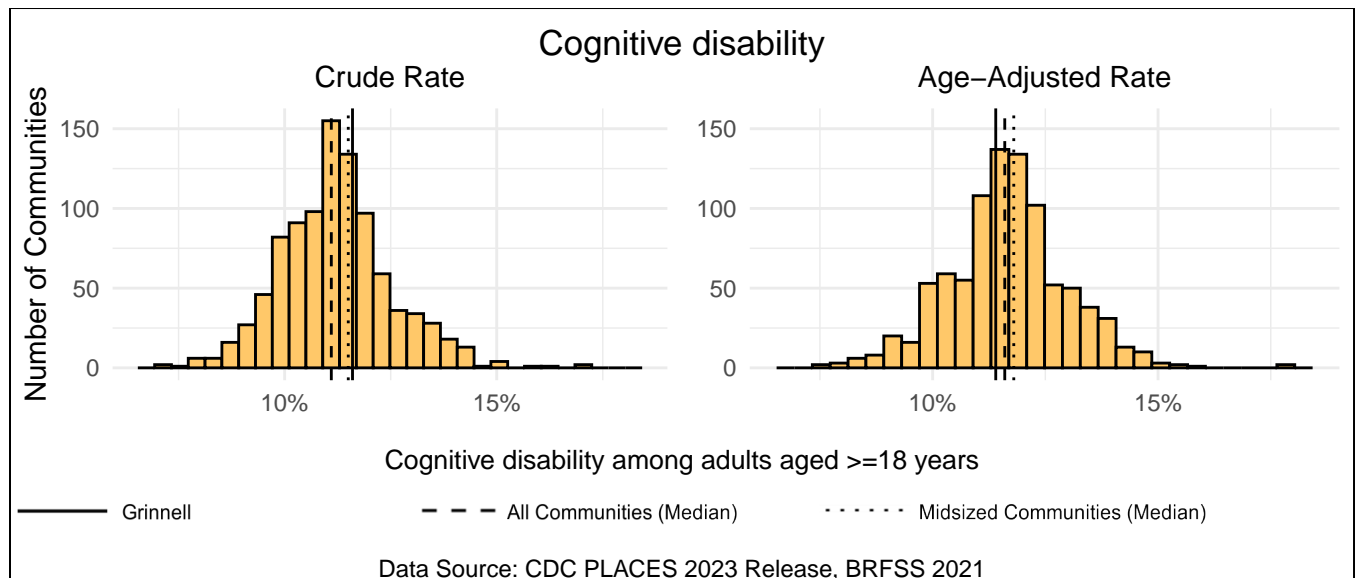 Cognitive disability
Crude Rate
Age−Adjusted Rate
Number of Communities
150
100
50
0
10%
15%
150
100
50
0
10%
15%
Cognitive disability among adults aged >=18 years
Grinnell
All Communities (Median)
Midsized Communities (Median)
Data Source: CDC PLACES 2023 Release, BRFSS 2021